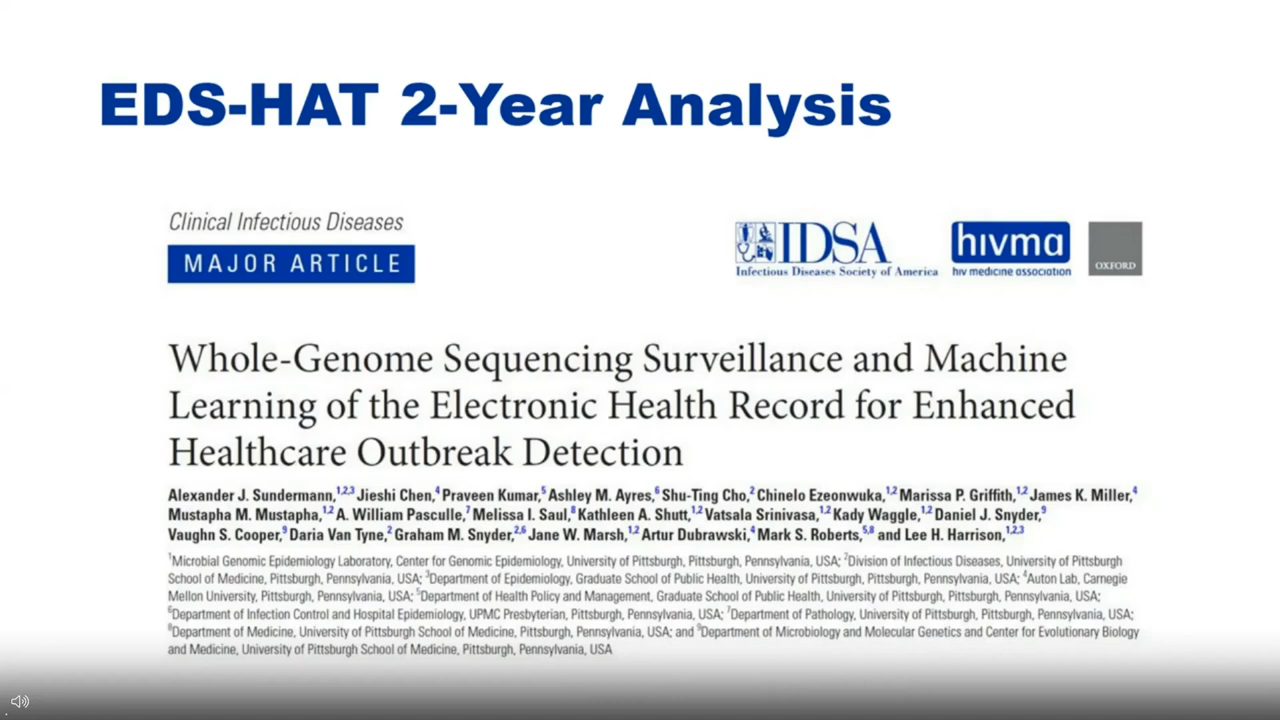 EDS-HAT 2-Year Analysis
Clinical Infectious Diseases
MAJOR ARTICLE
IDSA
Infectious Diseases Society of America
hivma
hiv medicine association
OXFORD
Whole-Genome Sequencing Surveillance and Machine
Learning of the Electronic Health Record for Enhanced
Healthcare Outbreak Detection
Alexander J. Sundermann,1,2,3 Jieshi Chen,4 Praveen Kumar,5 Ashley M. Ayres,6 Shu-Ting Cho,2 Chinelo Ezeonwuka,1,2 Marissa P. Griffith,1,2 James K. Miller,4
Mustapha M. Mustapha,1,2 A. William Pasculle,7 Melissa I. Saul,8 Kathleen A. Shutt,1,2 Vatsala Srinivasa,1,2 Kady Waggle,1,2 Daniel J. Snyder,9
Vaughn S. Cooper,9 Daria Van Tyne,2 Graham M. Snyder,2,6 Jane W. Marsh,1,2 Artur Dubrawski,4 Mark S. Roberts,5,8 and Lee H. Harrison,1,2,3
1Microbial Genomic Epidemiology Laboratory, Center for Genomic Epidemiology, University of Pittsburgh, Pittsburgh, Pennsylvania, USA; 2Division of Infectious Diseases, University of Pittsburgh
School of Medicine, Pittsburgh, Pennsylvania, USA; 3Department of Epidemiology, Graduate School of Public Health, University of Pittsburgh, Pittsburgh, Pennsylvania, USA; 4Auton Lab, Carnegie
Mellon University, Pittsburgh, Pennsylvania, USA; 5Department of Health Policy and Management, Graduate School of Public Health, University of Pittsburgh, Pittsburgh, Pennsylvania, USA;
6Department of Infection Control and Hospital Epidemiology, UPMC Presbyterian, Pittsburgh, Pennsylvania, USA; 7Department of Pathology, University of Pittsburgh, Pittsburgh, Pennsylvania, USA;
8Department of Medicine, University of Pittsburgh School of Medicine, Pittsburgh, Pennsylvania, USA; and 9Department of Microbiology and Molecular Genetics and Center for Evolutionary Biology
and Medicine, University of Pittsburgh School of Medicine, Pittsburgh, Pennsylvania, USA